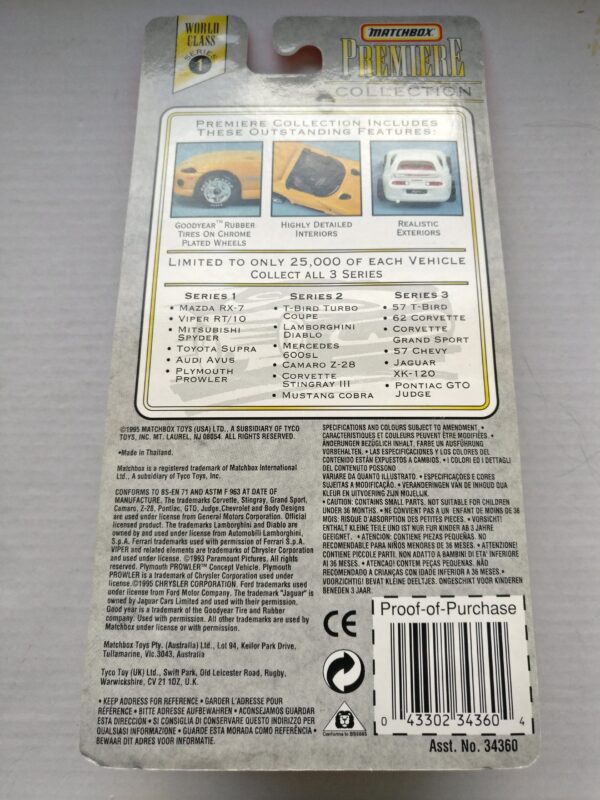 WORLD
CLASS
SERIES
1
MATCHBOX
PREMIERE
COLLECTION
PREMIERE COLLECTION INCLUDES
THESE OUTSTANDING FEATURES:
GOODYEAR™ RUBBER
TIRES ON CHROME
PLATED WHEELS
HIGHLY DETAILED
INTERIORS
REALISTIC
EXTERIORS
LIMITED TO ONLY 25,000 OF EACH VEHICLE
COLLECT ALL 3 SERIES
SERIES 1
• MAZDA RX-7
• VIPER RT/10
• MITSUBISHI
SPYDER
• TOYOTA SUPRA
• AUDI AVUS
• PLYMOUTH
PROWLER
SERIES 2
• T-BIRD TURBO
COUPE
• LAMBORGHINI
DIABLO
• MERCEDES
600SL
• CAMARO Z-28
• CORVETTE
STINGRAY III
• MUSTANG COBRA
SERIES 3
• 57 T-BIRD
• 62 CORVETTE
• CORVETTE
GRAND SPORT
• 57 CHEVY
• JAGUAR
XK-120
• PONTIAC GTO
JUDGE
©1995 MATCHBOX TOYS (USA) LTD., A SUBSIDIARY OF TYCO
TOYS, INC. MT. LAUREL, NJ 08054. ALL RIGHTS RESERVED.
•Made in Thailand.
Matchbox is a registered trademark of Matchbox International
Ltd., A subsidiary of Tyco Toys, Inc.
CONFORMS TO BS-EN 71 AND ASTM F 963 AT DATE OF
MANUFACTURE. The trademarks Corvette, Stingray, Grand Sport,
Camaro, Z-28, Pontiac, GTO, Judge,Chevrolet and Body Designs
are used under license from General Motors Corporation. Official
licensed product. The trademarks Lamborghini and Diablo are
owned by and used under license from Automobili Lamborghini,
S.p.A. Ferrari trademarks used with permission of Ferrari S.p.A.
VIPER and related elements are trademarks of Chrysler Corporation
and used under license. ©1993 Paramount Pictures. All rights
reserved. Plymouth PROWLER™ Concept Vehicle. Plymouth
PROWLER is a trademark of Chrysler Corporation used under
license.©1995 CHRYSLER CORPORATION. Ford trademarks used
under license from Ford Motor Company. The trademark "Jaguar" is
owned by Jaguar Cars Limited and used with their permission.
Good year is a trademark of the Goodyear Tire and Rubber
company. Used with permission. All other trademarks are used by
Matchbox under license or with permission.
Matchbox Toys Pty. (Australia) Ltd., Lot 94, Keilor Park Drive,
Tullamarine, Vic.3043, Australia
Tyco Toy (UK) Ltd., Swift Park, Old Leicester Road, Rugby,
Warwickshire, CV 21 1DZ, U.K.
• KEEP ADDRESS FOR REFERENCE • GARDER L'ADRESSE POUR
RÉFÉRENCE • BITTE ADRESSE AUFBEWAHREN • ACONSEJAMOS GUARDAR
ESTA DIRECCIÓN • SI CONSIGLIA DI CONSERVARE QUESTO INDIRIZZO PER
QUALSIASI INFORMAZIONE • GUARDE ESTA MORADA COMO REFERÊNCIA •
BEWAAR DIT ADRES VOOR INFORMATIE.
SPECIFICATIONS AND COLOURS SUBJECT TO AMENDMENT. •
CARACTERISTIQUES ET COULEURS PEUVENT ÊTRE MODIFIÉES. •
ÄNDERUNGEN BEZÜGLICH INHALT, FARBE UND AUSFÜHRUNG
VORBEHALTEN. • LAS ESPECIFICACIONES Y LOS COLORES DEL
CONTENIDO ESTÁN EXPUESTOS A CAMBIOS. • I COLORI ED I DETTAGLI
DEL CONTENUTO POSSONO
VARIARE DA QUANTO ILLUSTRATO. • ESPECIFICAÇÕES E CORES
SUJEITAS A MODIFICAÇÃO. • VERANDERINGEN VAN DE INHOUD QUA
KLEUR EN UITVOERING ZIJN MOGELIJK.
• CAUTION: CONTAINS SMALL PARTS, NOT SUITABLE FOR CHILDREN
UNDER 36 MONTHS. • NE CONVIENT PAS A UN ENFANT DE MOINS DE 36
MOIS: RISQUE D'ABSORPTION DES PETITES PIECES. • VORSICHT!
ENTHÄLT KLEINE TEILE UND IST NUR FÜR KINDER AB 3 JAHRE
GEEIGNET. • ATENCIÓN: CONTIENE PIEZAS PEQUEÑAS. NO
RECOMENDABLE PARA NIÑOS MENORES DE 36 MESES. • ATTENZIONE!
CONTIENE PICCOLE PARTI. NON ADATTO A BAMBINI DI ETA' INFERIORE
AI 36 MESI. • ATENÇAO! CONTEM PEÇAS PEQUENAS. NÃO
RECOMENDADO A CRIANÇAS COM IDADE INFERIOR A 36 MESES. •
VOORZICHTIG! BEVAT KLEINE DEELTJES. ONGESCHIKT VOOR KINDEREN
BENEDEN 3 JAAR.
CE
Conforms to BS5665
Proof-of-Purchase
0 43302 34360 4
Asst. No. 34360